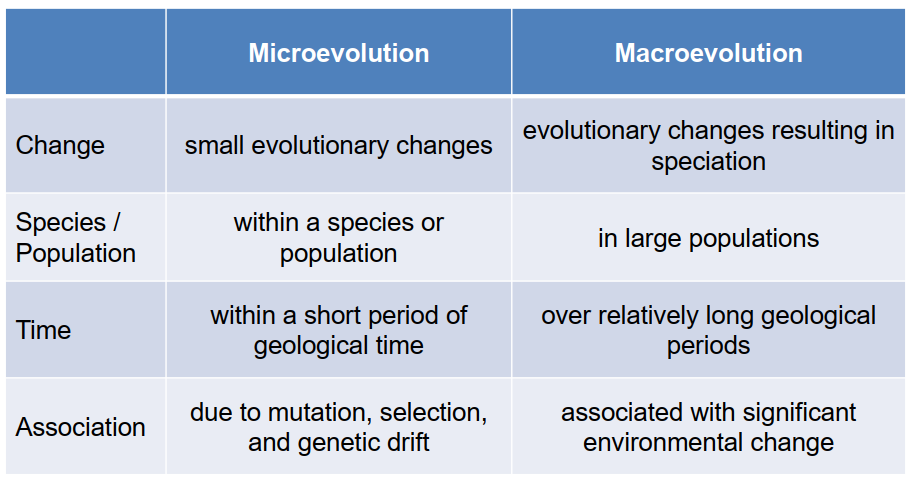 Microevolution
Macroevolution
Change
small evolutionary changes
evolutionary changes resulting in
speciation
Species /
Population
within a species or
population
in large populations
Time
within a short period of
geological time
over relatively long geological
periods
Association
due to mutation, selection,
and genetic drift
associated with significant
environmental change